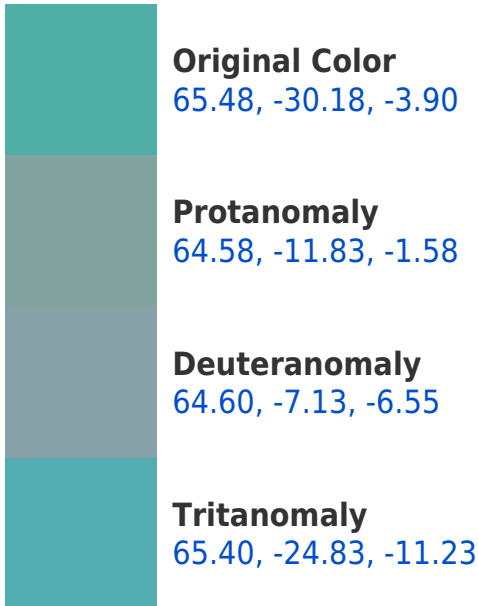 Original Color
65.48, -30.18, -3.90
Protanomaly
64.58, -11.83, -1.58
Deuteranomaly
64.60, -7.13, -6.55
Tritanomaly
65.40, -24.83, -11.23